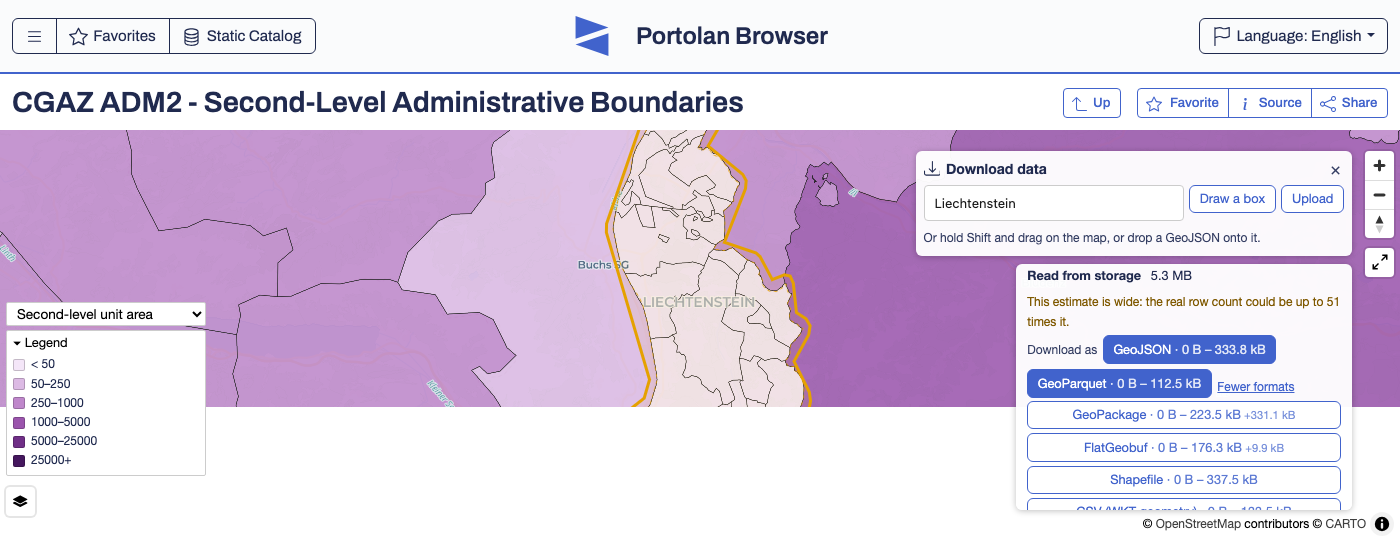 Favorites
Static Catalog
Portolan Browser
Language: English
CGAZ ADM2 - Second-Level Administrative Boundaries
Up
Favorite
Source
Share
Download data
Liechtenstein
Draw a box
Upload
Or hold Shift and drag on the map, or drop a GeoJSON onto it.
Buchs SG
LIECHTENSTEIN
Read from storage 5.3 MB
This estimate is wide: the real row count could be up to 51
times it.
Download as
GeoJSON · 0 B – 333.8 kB
GeoParquet · 0 B – 112.5 kB
Fewer formats
GeoPackage · 0 B – 223.5 kB +331.1 kB
FlatGeobuf · 0 B – 176.3 kB +9.9 kB
Shapefile · 0 B – 337.5 kB
Second-level unit area
Legend
< 50
50–250
250–1000
1000–5000
5000–25000
25000+
© OpenStreetMap contributors © CARTO